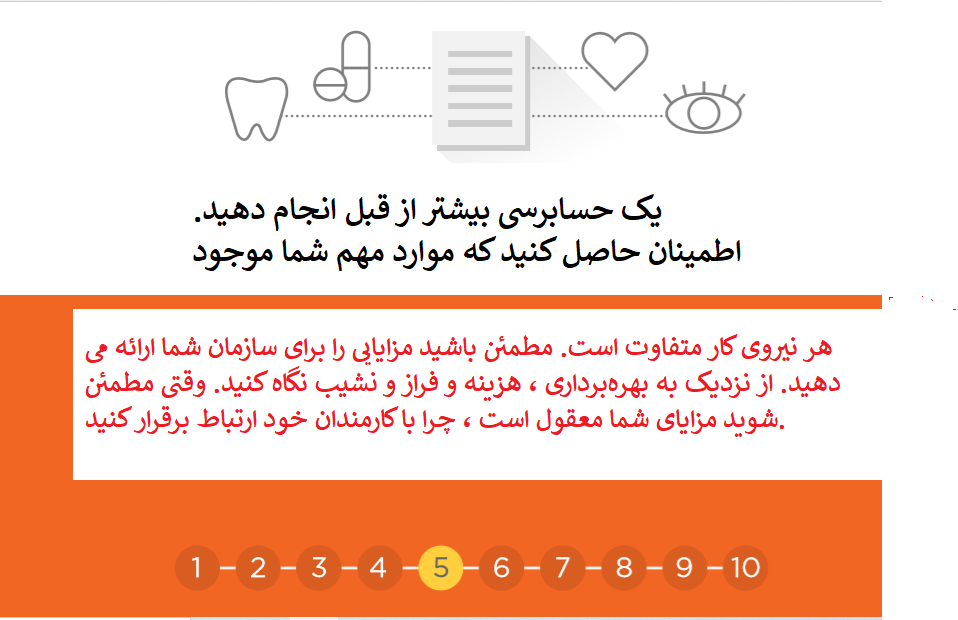 یک حسابرسی بیشتر از قبل انجام دهید.
اطمینان حاصل کنید که موارد مهم شما موجود
هر نیروی کار متفاوت است. مطمئن باشید مزایایی را برای سازمان شما ارائه می
دهید. از نزدیک به بهره‌برداری ، هزینه و فراز و نشیب نگاه کنید. وقتی مطمئن
شوید مزایای شما معقول است ، چرا با کارمندان خود ارتباط برقرار کنید.
1 2 3 4 5 6 7 8 9 10